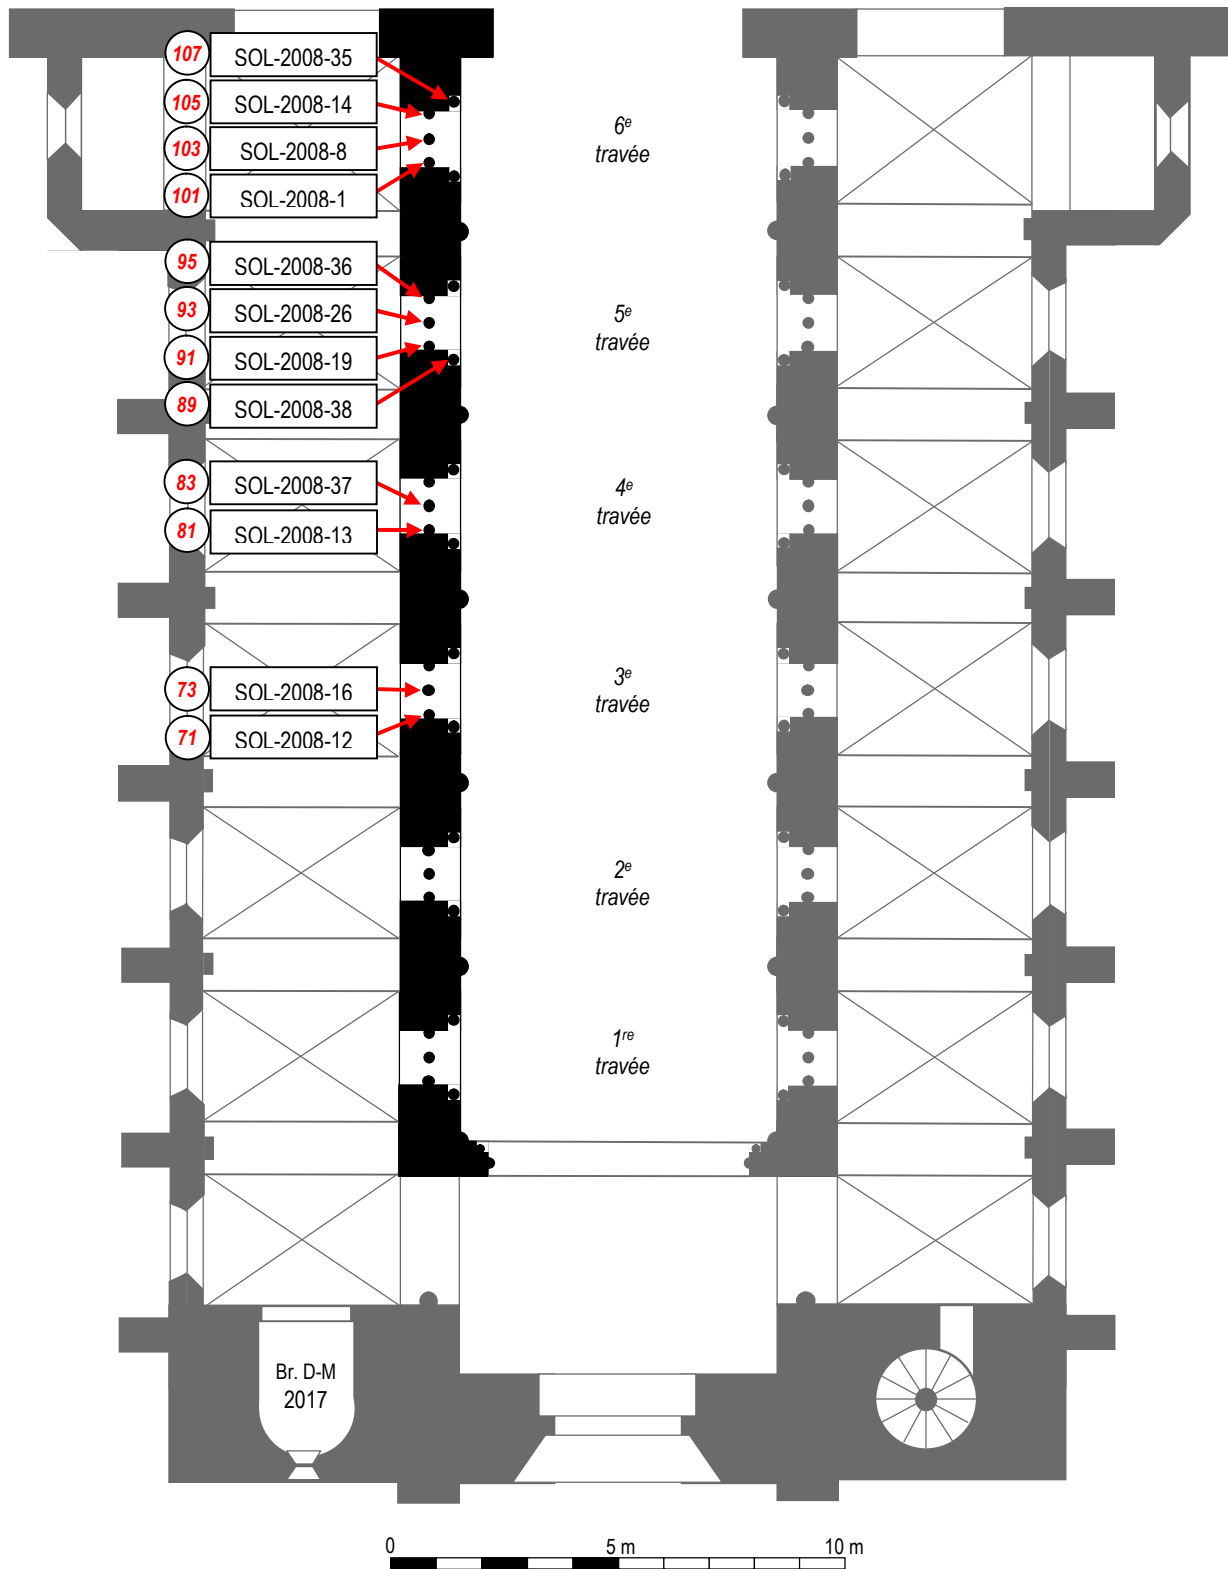 107 SOL-2008-35
105 SOL-2008-14
103 SOL-2008-8
101 SOL-2008-1
6e
travée
95 SOL-2008-36
93 SOL-2008-26
91 SOL-2008-19
89 SOL-2008-38
5e
travée
83 SOL-2008-37
81 SOL-2008-13
4e
travée
73 SOL-2008-16
71 SOL-2008-12
3e
travée
2e
travée
1re
travée
Br. D-M
2017
0 5 m 10 m